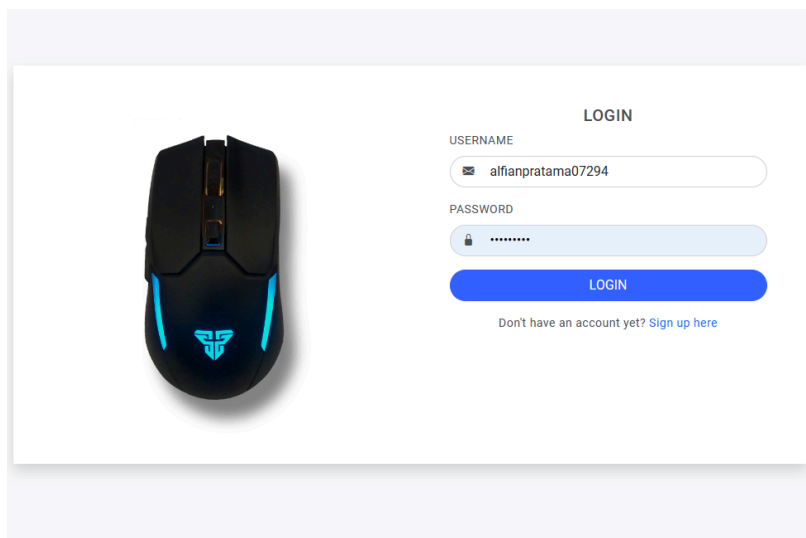 LOGIN
USERNAME
alfianpratama07294
PASSWORD
•••••••••
LOGIN
Don't have an account yet? Sign up here